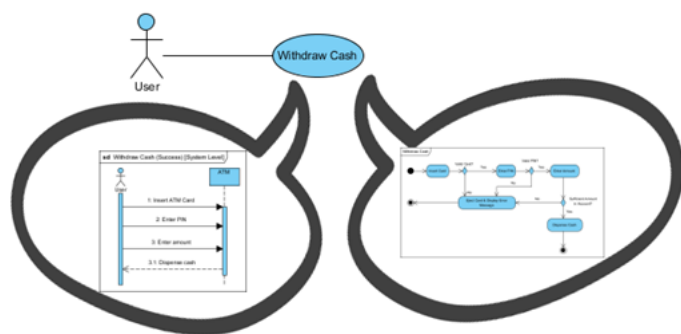 Withdraw Cash
User
sd Withdraw Cash (Success) [System Level]
User
ATM
1: Insert ATM Card
2: Enter PIN
3: Enter amount
3.1: Dispense cash
Withdraw Cash
Insert Card
Valid Card?
Yes
Enter PIN
Valid PIN?
Yes
Enter amount
No
No
Eject Card & Display Error
Message
No
Sufficient Amount
in Account?
Yes
Dispense Cash